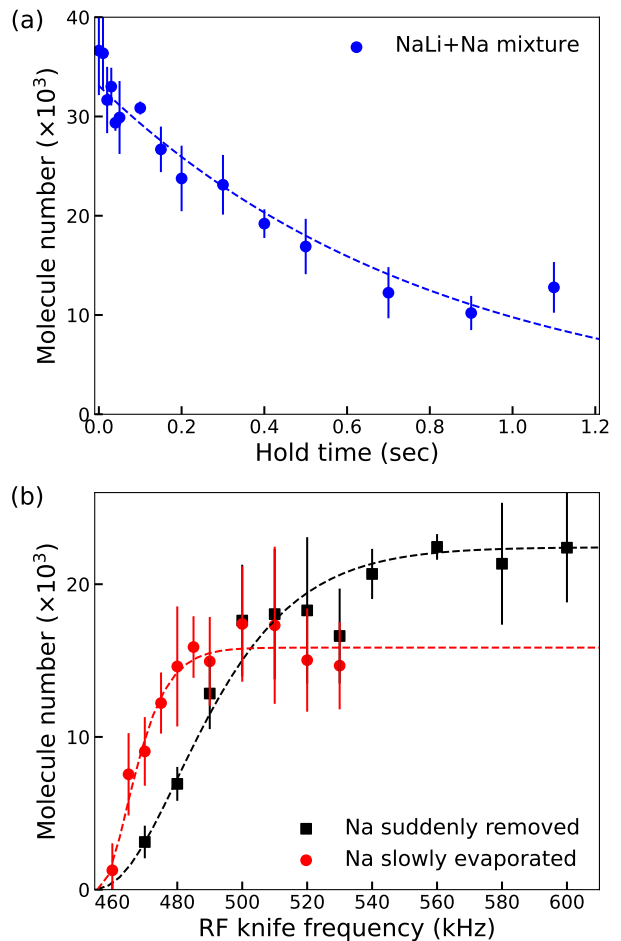 (a)
40
30
20
10
0
Molecule number (×10³)
NaLi+Na mixture
0.0 0.2 0.4 0.6 0.8 1.0 1.2
Hold time (sec)
(b)
20
10
0
Molecule number (×10³)
Na suddenly removed
Na slowly evaporated
460 480 500 520 540 560 580 600
RF knife frequency (kHz)